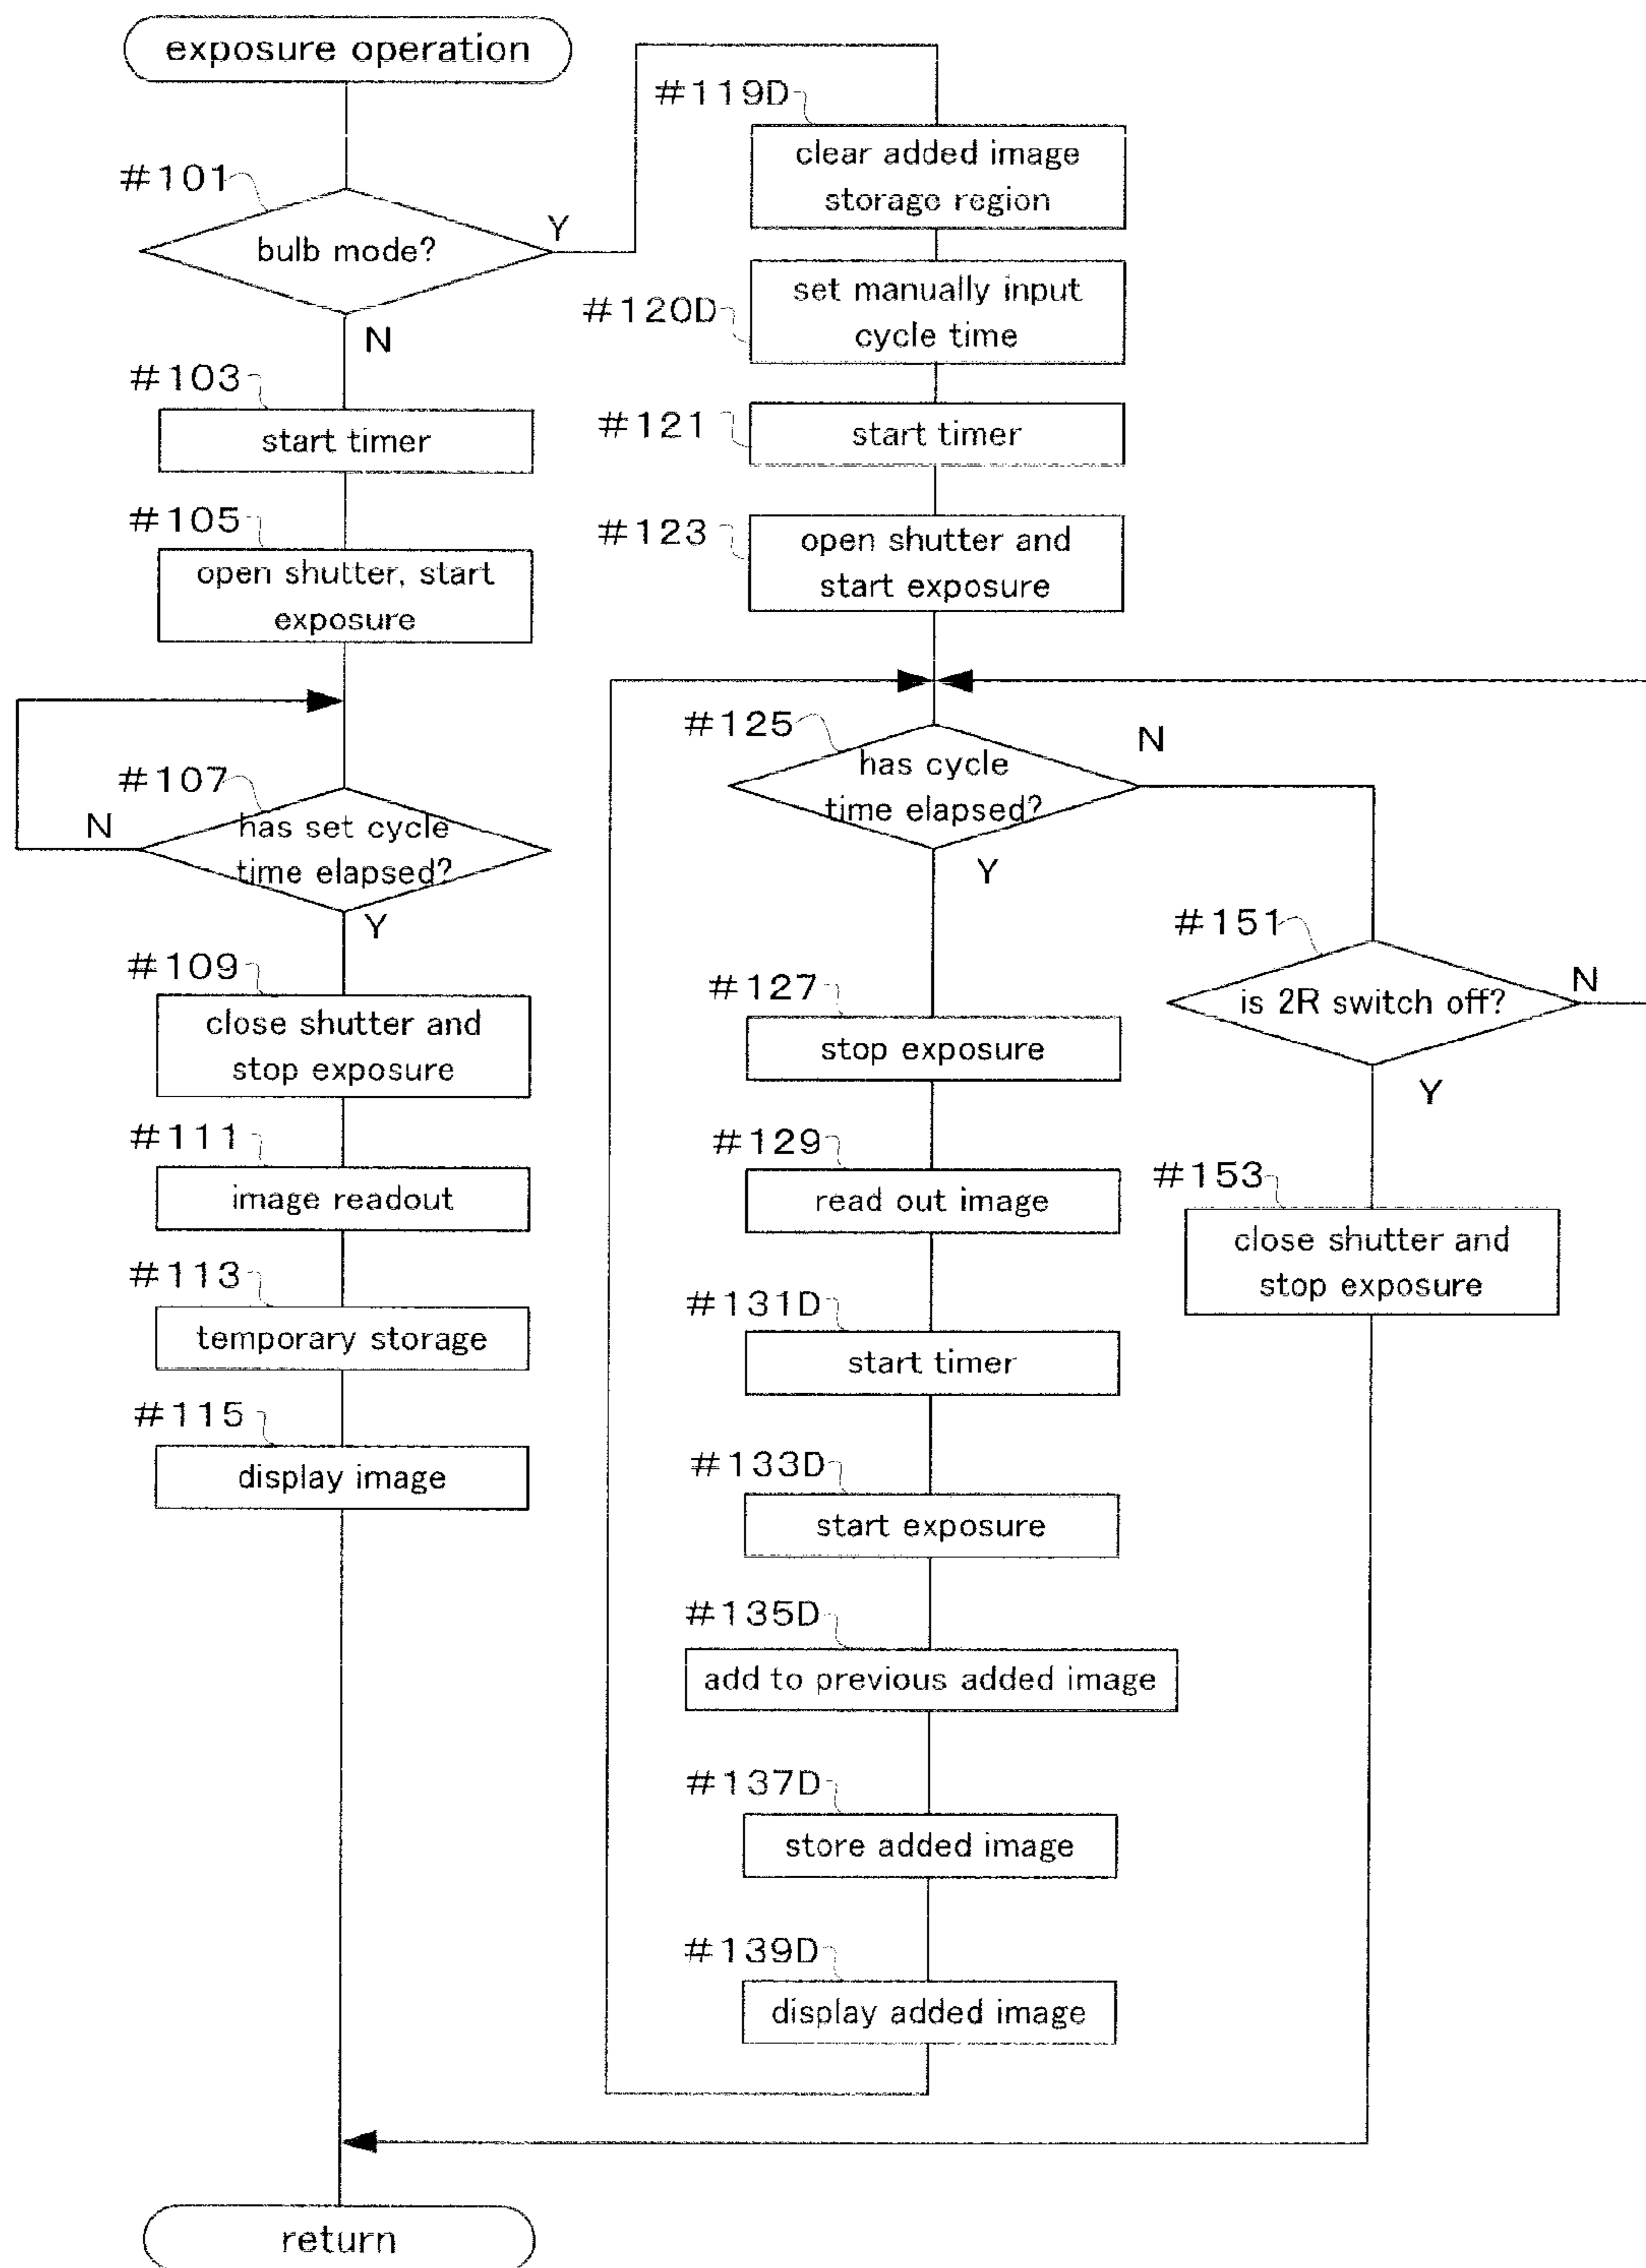 exposure operation
#101
bulb mode?
Y
N
#103
start timer
#105
open shutter, start
exposure
#107
N
has set cycle
time elapsed?
Y
#109
close shutter and
stop exposure
#111
image readout
#113
temporary storage
#115
display image
#119D
clear added image
storage region
#120D
set manually input
cycle time
#121
start timer
#123
open shutter and
start exposure
#125
N
has cycle
time elapsed?
Y
#127
stop exposure
#129
read out image
#131D
start timer
#133D
start exposure
#135D
add to previous added image
#137D
store added image
#139D
display added image
#151
N
is 2R switch off?
Y
#153
close shutter and
stop exposure
return